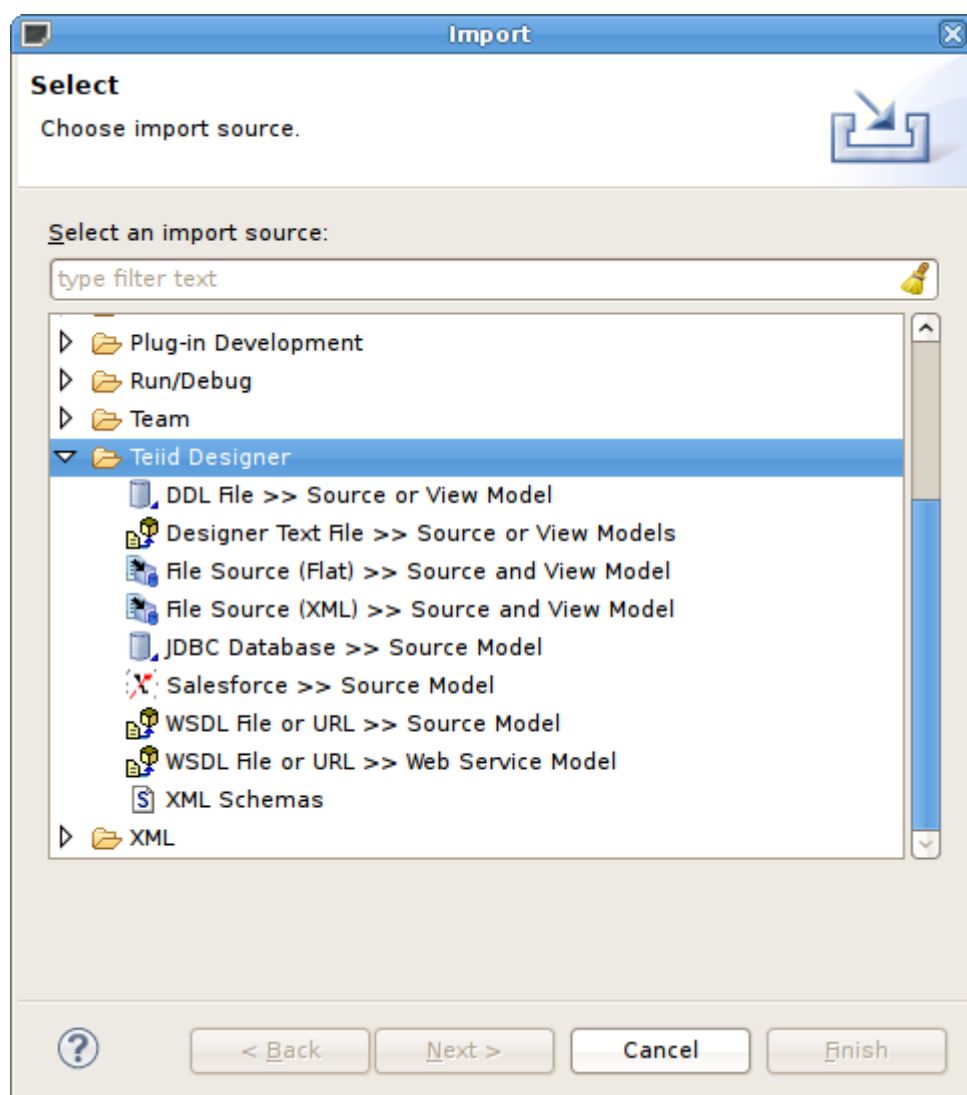 Import
Select
Choose import source.
Select an import source:
type filter text
Plug-in Development
Run/Debug
Team
Teiid Designer
DDL File >> Source or View Model
Designer Text File >> Source or View Models
File Source (Flat) >> Source and View Model
File Source (XML) >> Source and View Model
JDBC Database >> Source Model
Salesforce >> Source Model
WSDL File or URL >> Source Model
WSDL File or URL >> Web Service Model
S XML Schemas
XML
? < Back Next > Cancel Finish